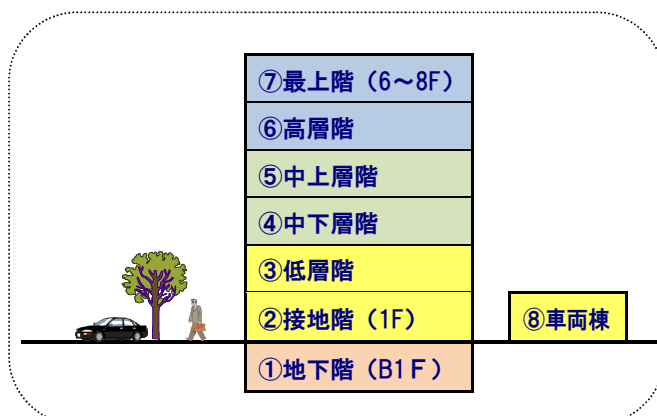 ⑦最上階（6～8F）
⑥高層階
⑤中上層階
④中下層階
③低層階
②接地階（1F）
⑧車両棟
①地下階（B1Ｆ）